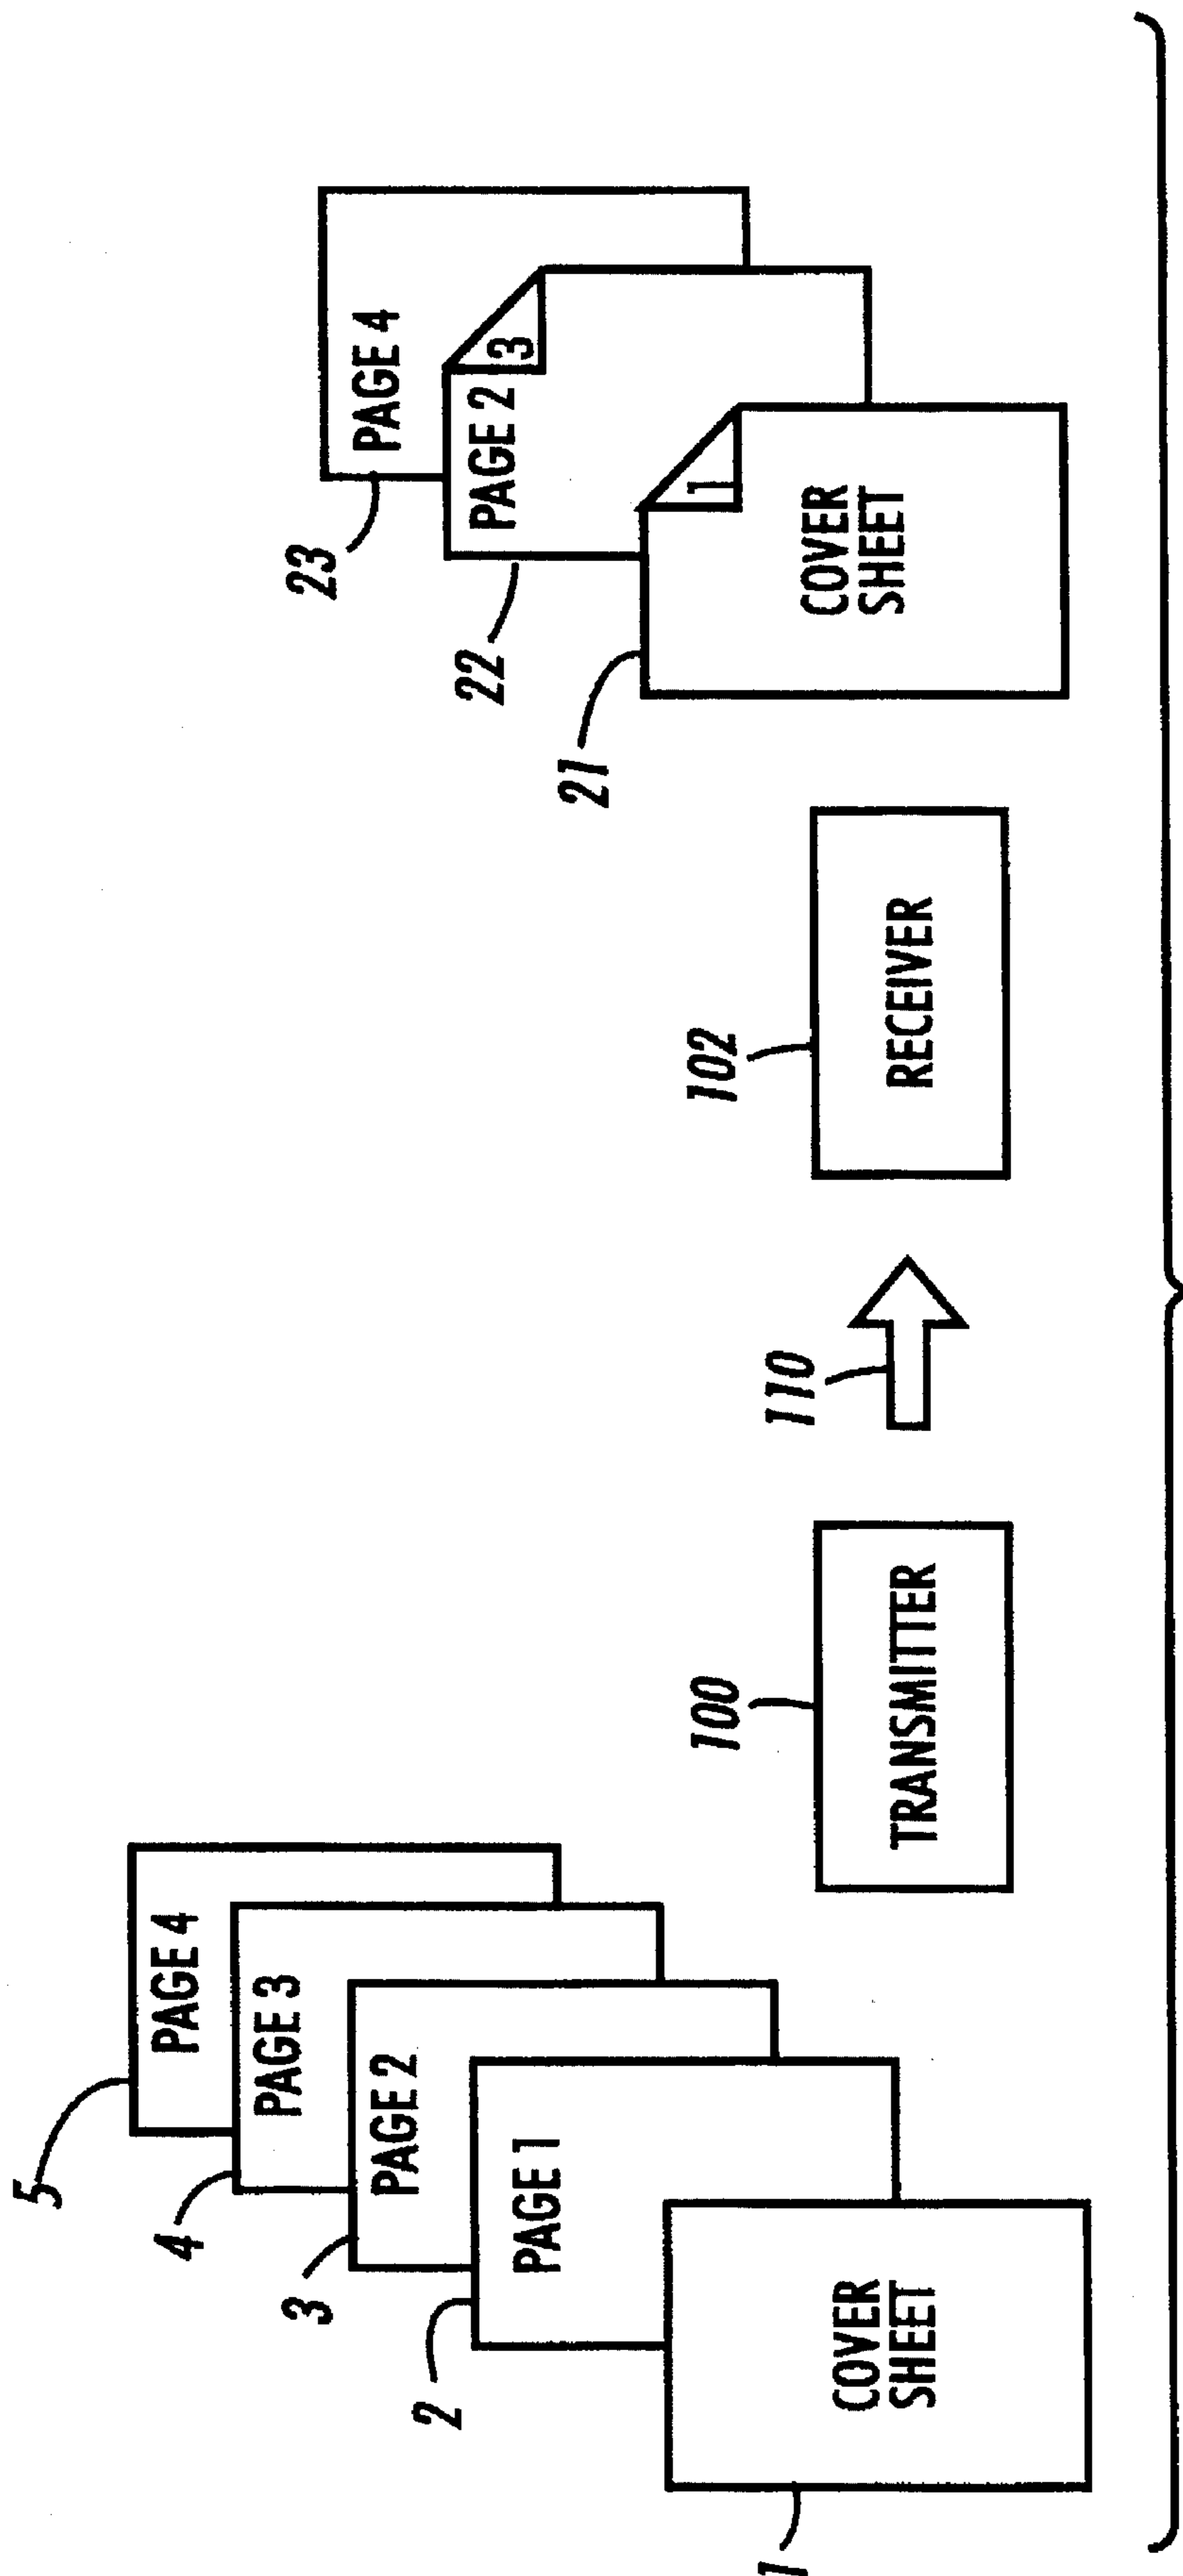 5
PAGE 4
4
PAGE 3
3
PAGE 2
2
PAGE 1
1
COVER
SHEET
100
TRANSMITTER
110
102
RECEIVER
23
PAGE 4
22
PAGE 2
3
21
1
COVER
SHEET